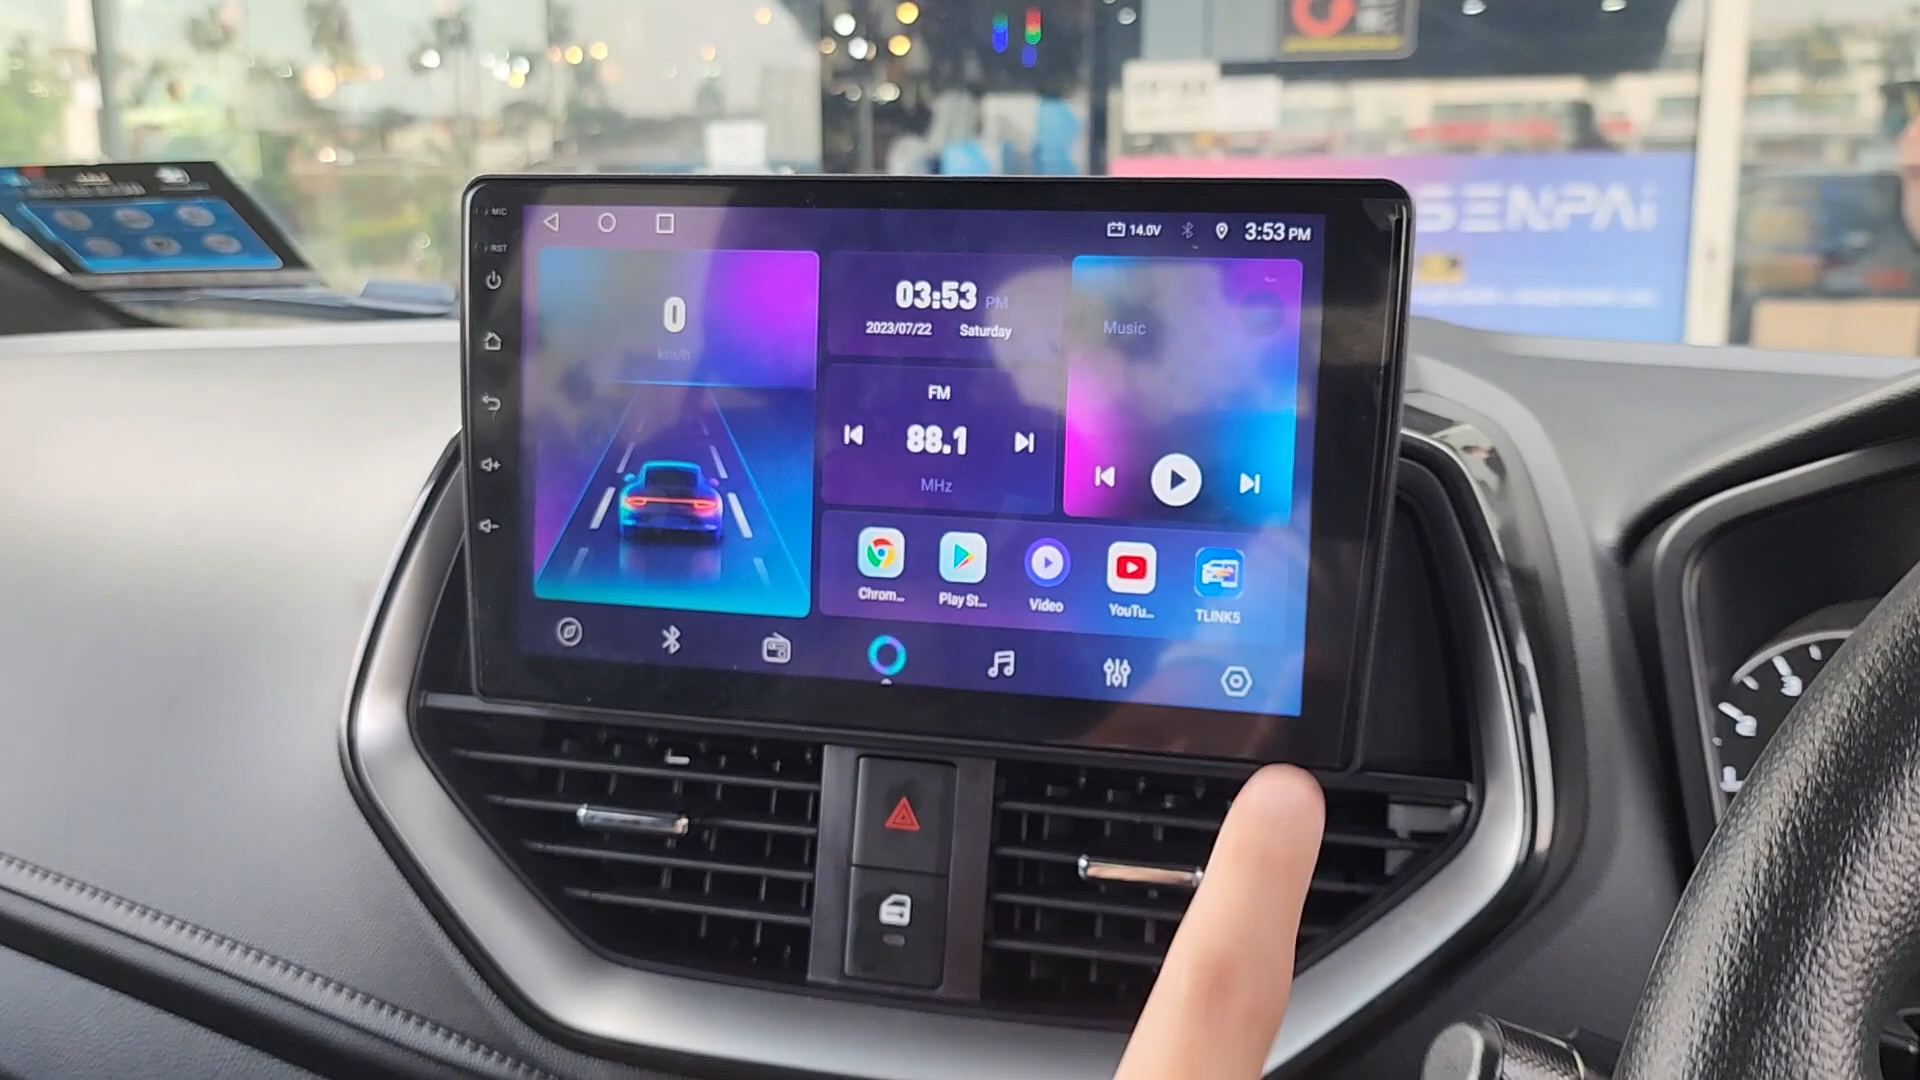 SENPAi
MIC
RST
14.0V
3:53 PM
0
km/h
03:53 PM
2023/07/22 Saturday
Music
FM
88.1
MHz
Chrom...
Play St...
Video
YouTu...
TLINK5